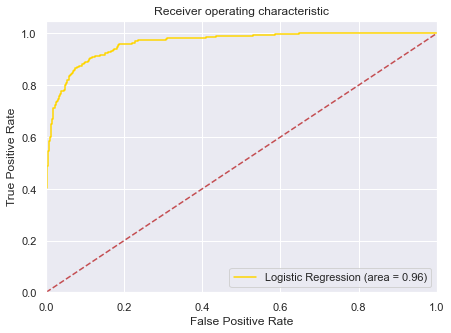 Receiver operating characteristic
True Positive Rate
1.0
0.8
0.6
0.4
0.2
0.0
Logistic Regression (area = 0.96)
0.0 0.2 0.4 0.6 0.8 1.0
False Positive Rate